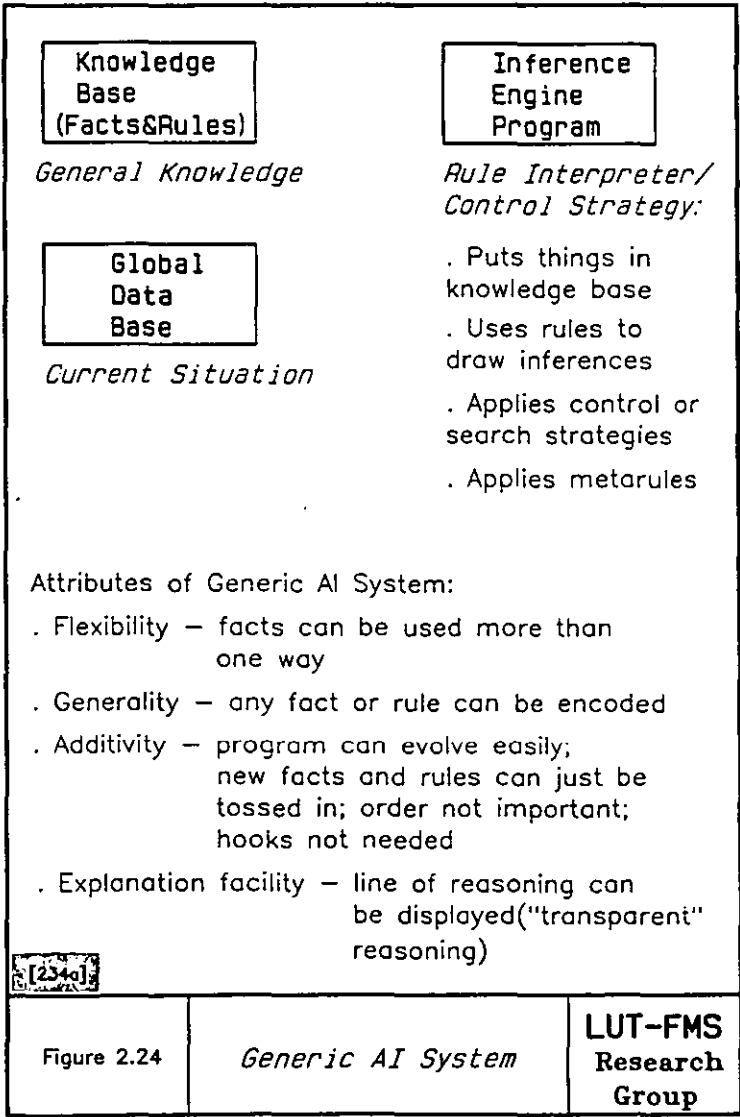 Knowledge
Base
(Facts&Rules)
General Knowledge
Global
Data
Base
Current Situation
Inference
Engine
Program
Rule Interpreter/
Control Strategy:
. Puts things in
knowledge base
. Uses rules to
draw inferences
. Applies control or
search strategies
. Applies metarules
Attributes of Generic AI System:
. Flexibility — facts can be used more than
one way
. Generality — any fact or rule can be encoded
. Additivity — program can evolve easily;
new facts and rules can just be
tossed in; order not important;
hooks not needed
. Explanation facility — line of reasoning can
be displayed("transparent"
reasoning)
[234a]
Figure 2.24
Generic AI System
LUT-FMS
Research
Group